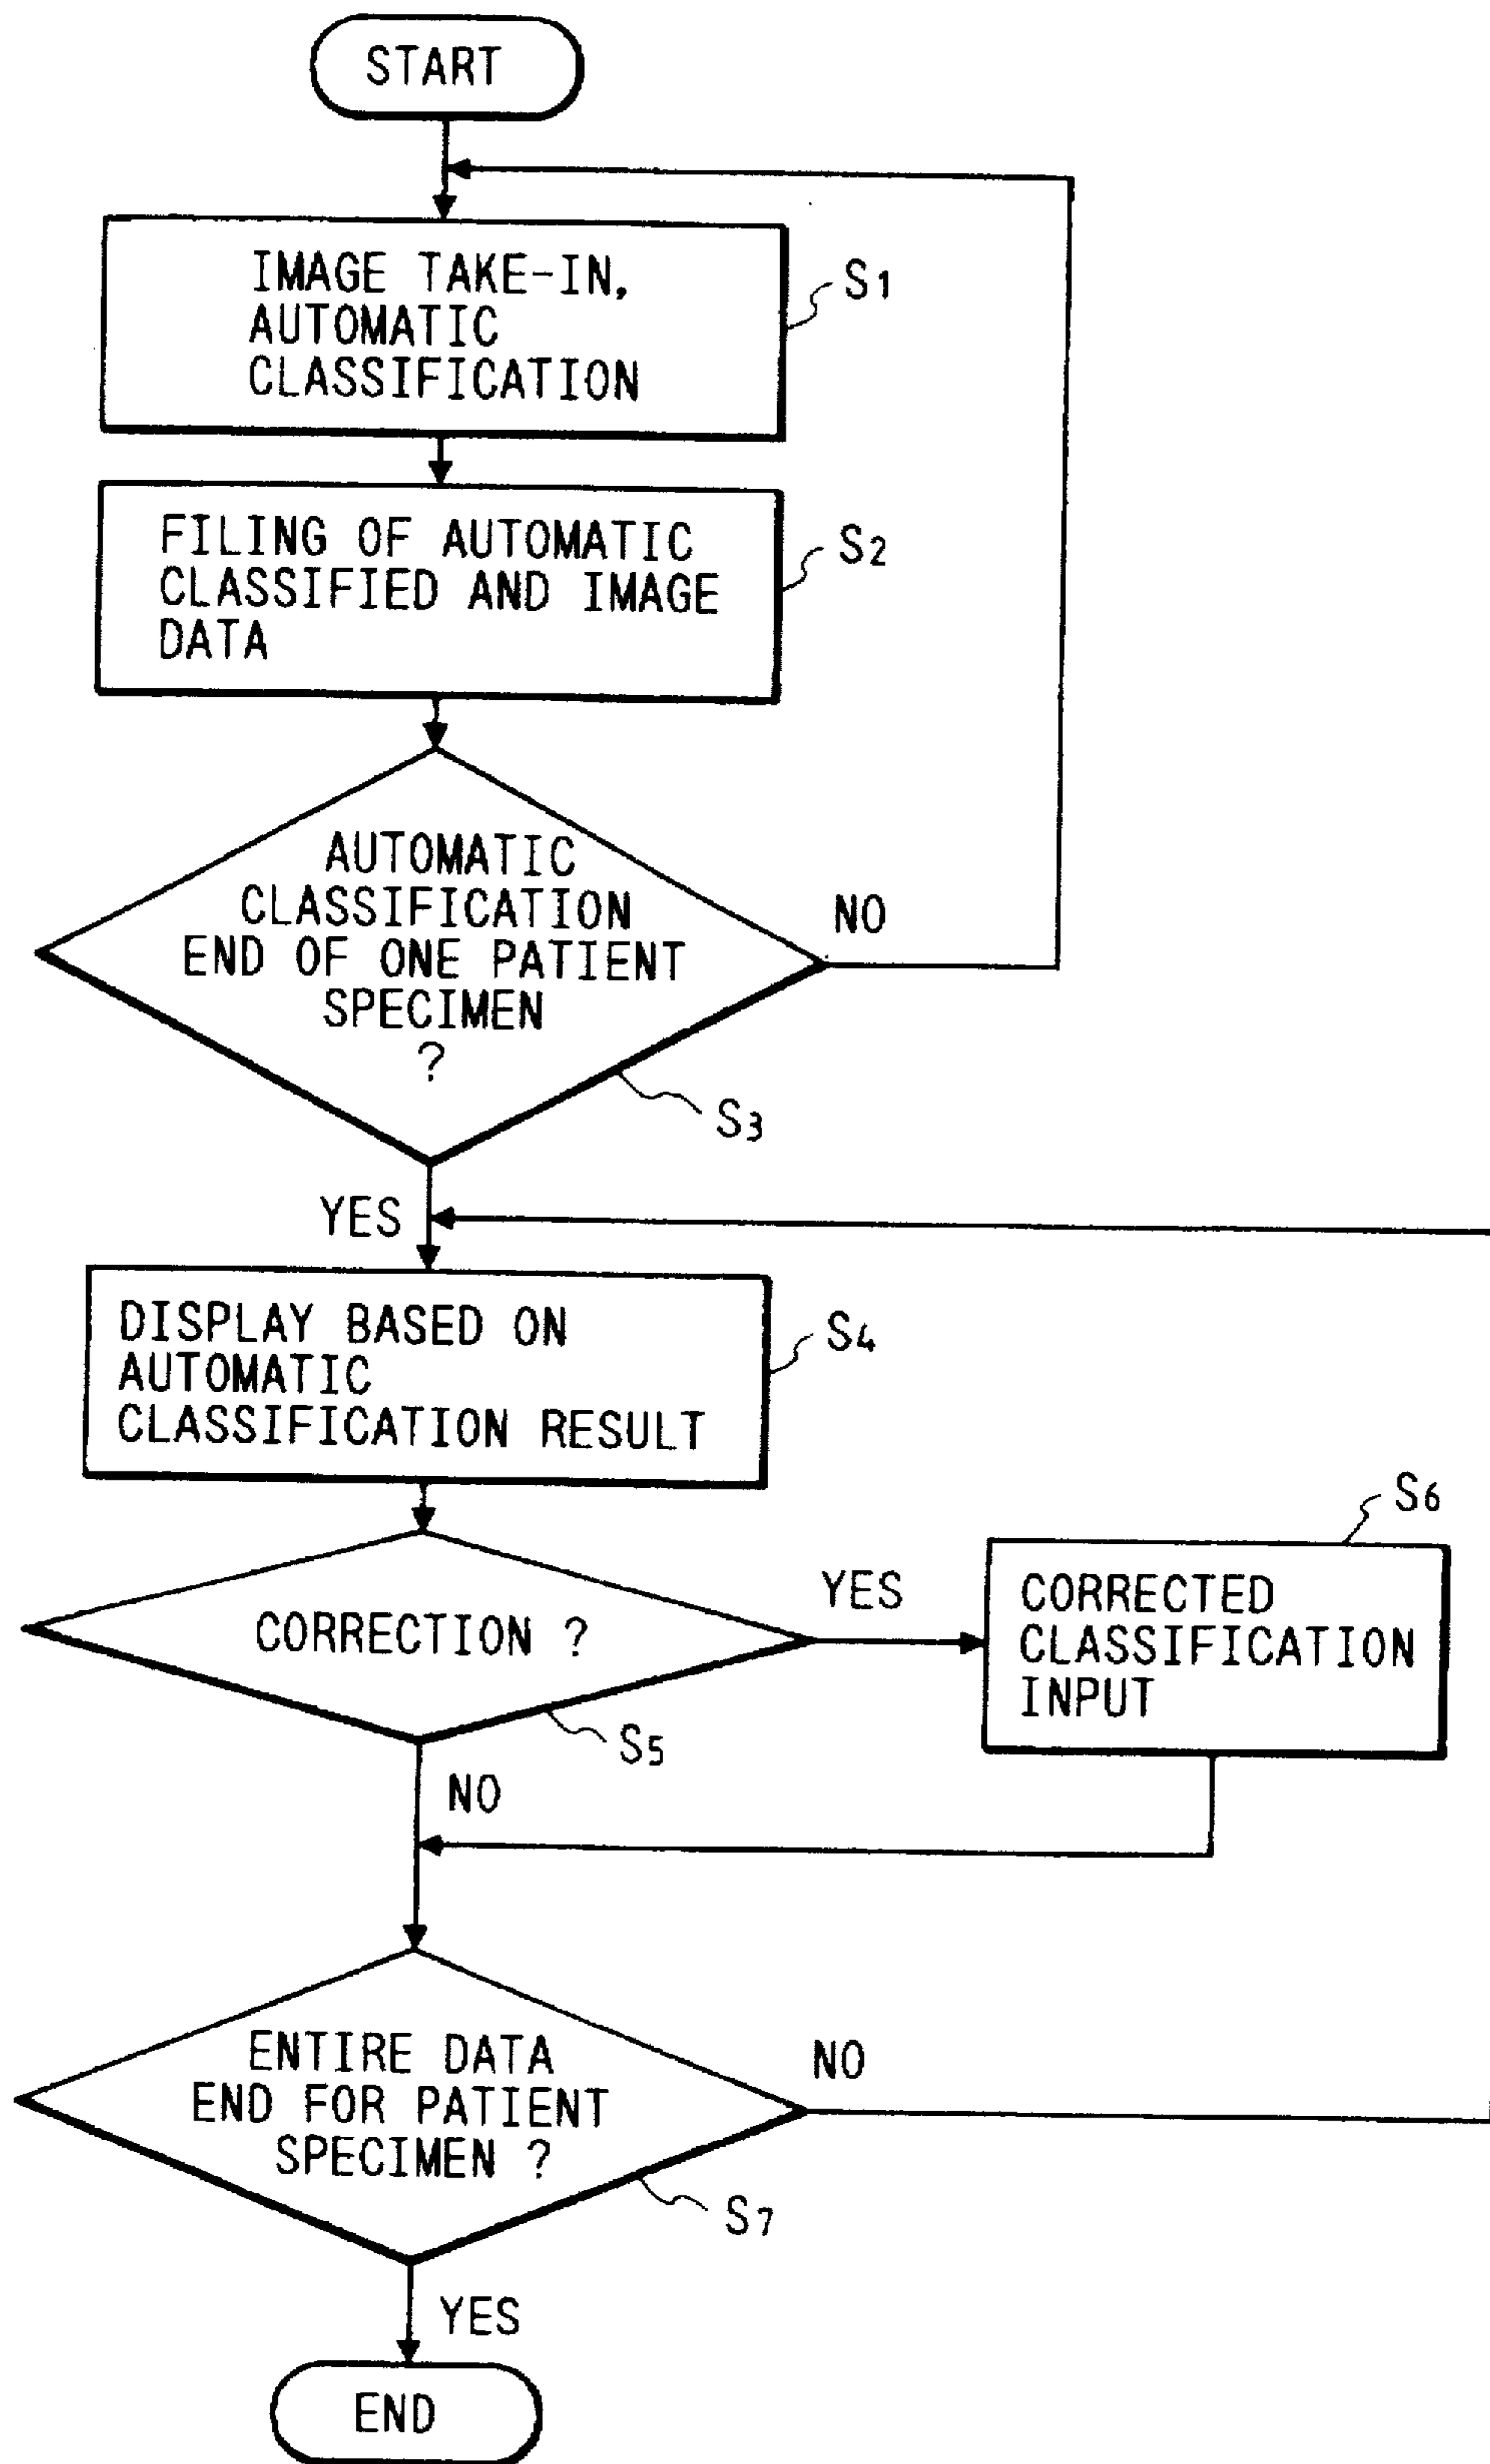 START
IMAGE TAKE-IN,
AUTOMATIC
CLASSIFICATION
S1
FILING OF AUTOMATIC
CLASSIFIED AND IMAGE
DATA
S2
AUTOMATIC
CLASSIFICATION
END OF ONE PATIENT
SPECIMEN
?
NO
S3
YES
DISPLAY BASED ON
AUTOMATIC
CLASSIFICATION RESULT
S4
CORRECTION ?
YES
S5
NO
CORRECTED
CLASSIFICATION
INPUT
S6
ENTIRE DATA
END FOR PATIENT
SPECIMEN ?
NO
S7
YES
END